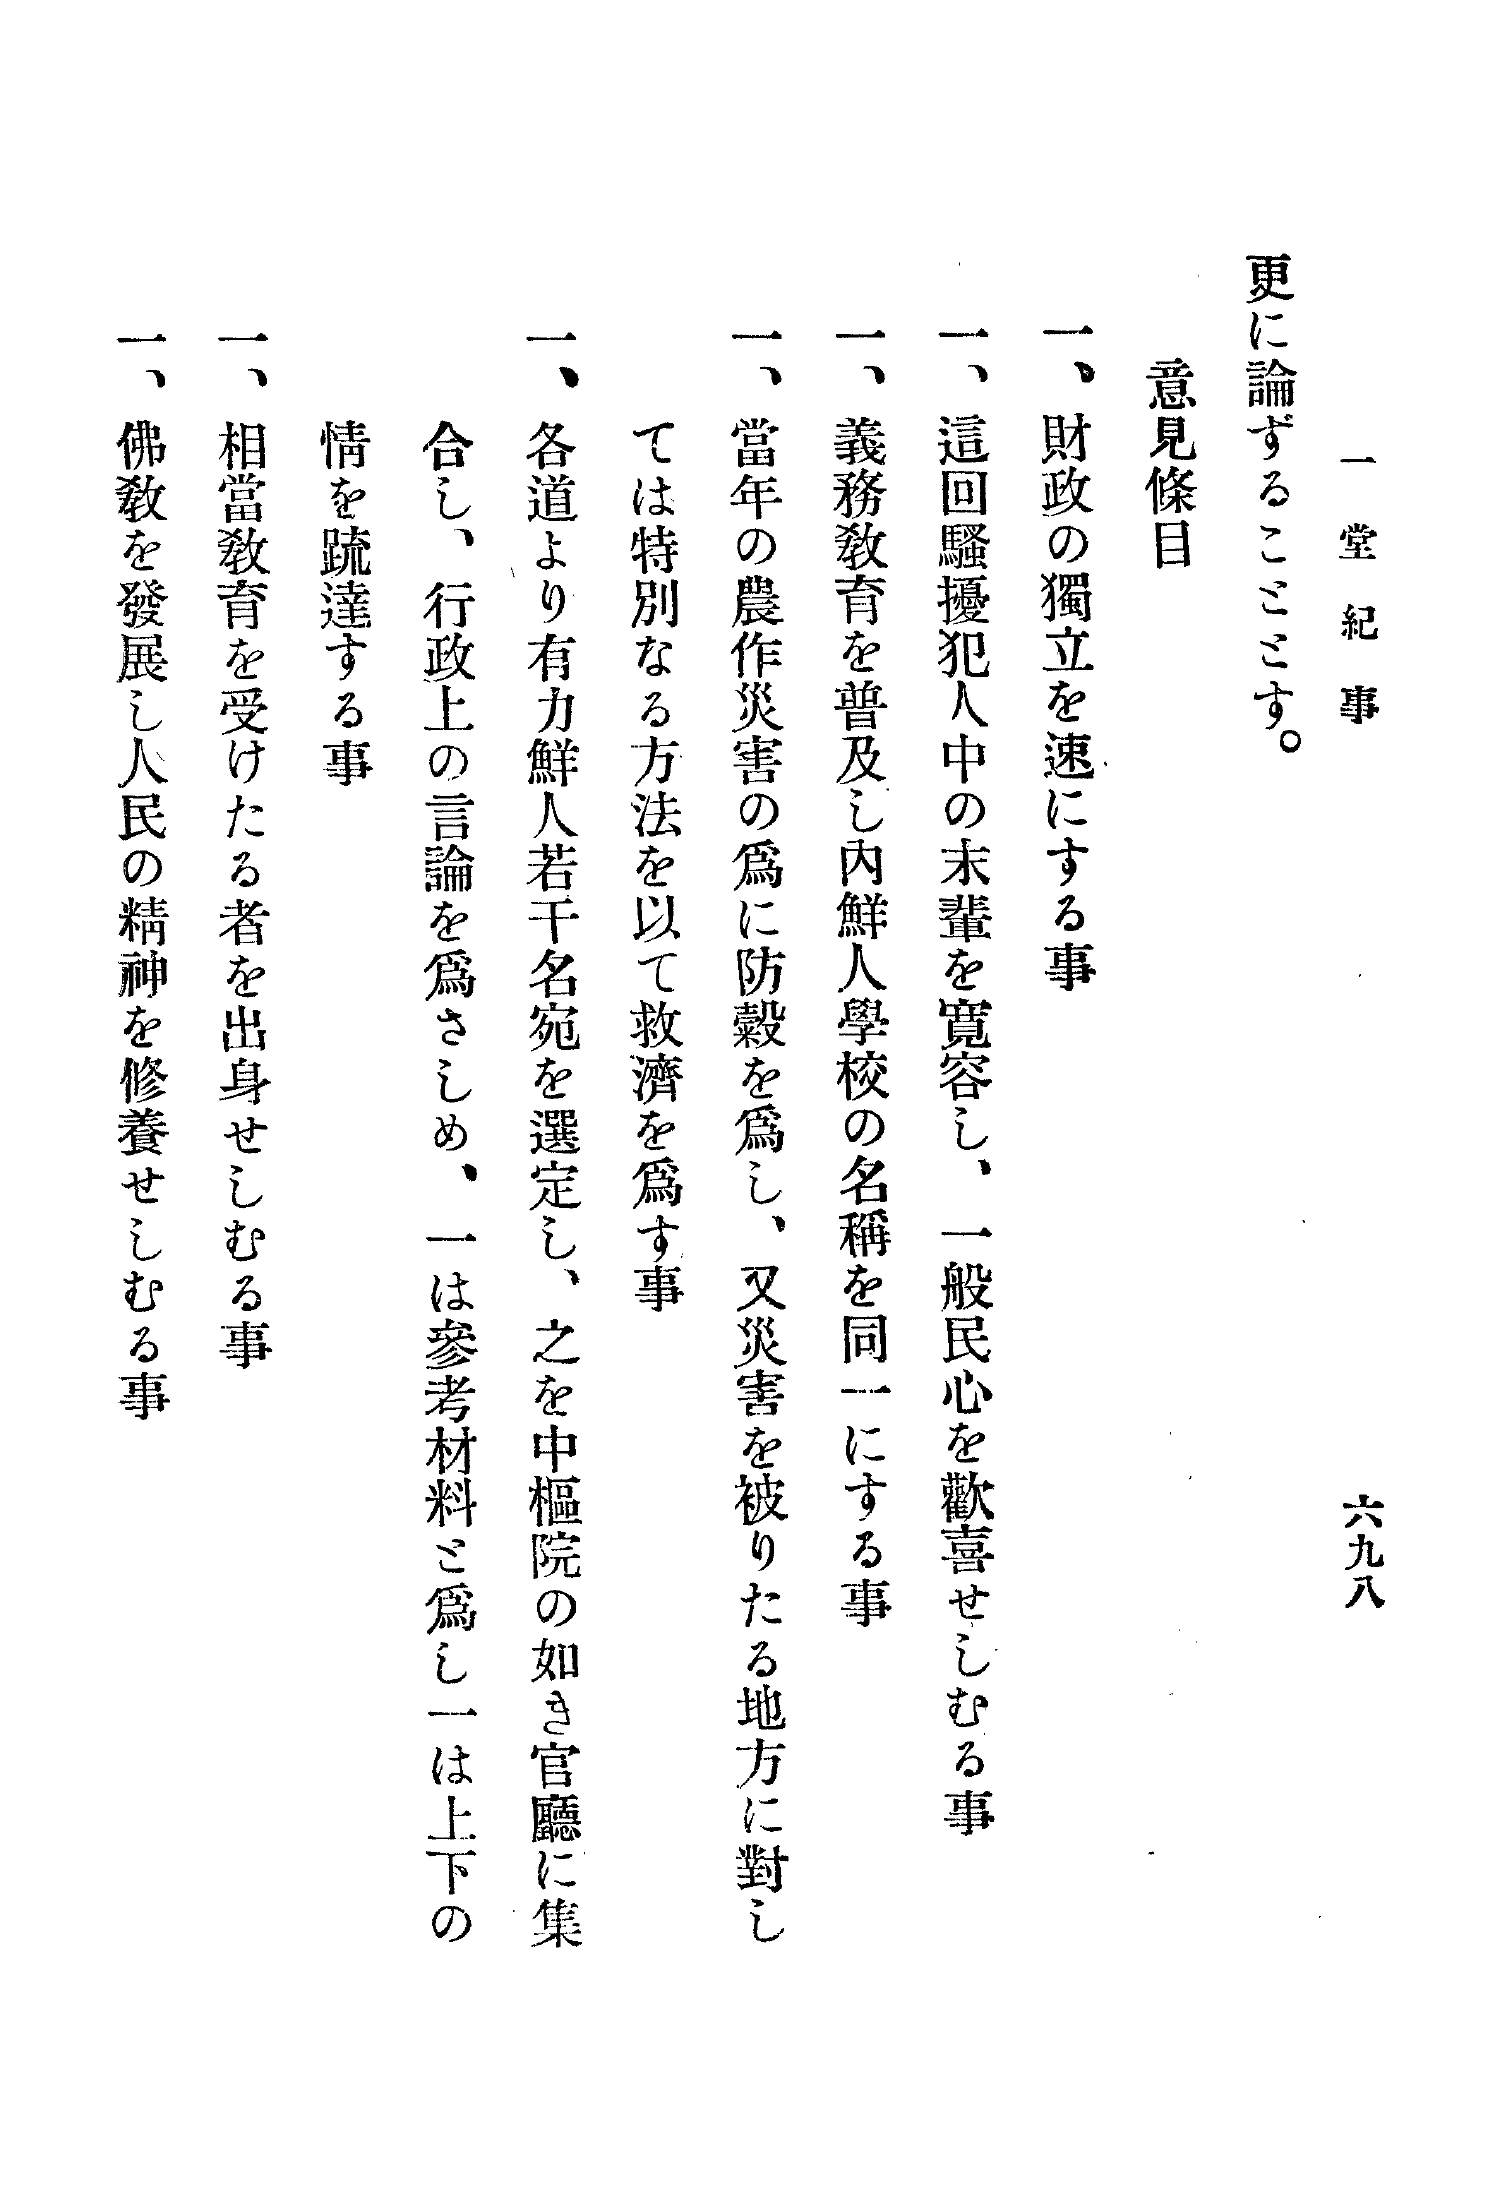 一堂紀事
六九八
更に論ずることとす。
意見條目
一、財政の獨立を速にする事
一、這回騷擾犯人中の末輩を寬容し、一般民心を歡喜せしむる事
一、義務敎育を普及し內鮮人學校の名稱を同一にする事
一、當年の農作災害の爲に防穀を爲し、又災害を被りたる地方に對し
ては特別なる方法を以て救濟を爲す事
一、各道より有力鮮人若干名宛を選定し、之を中樞院の如き官廳に集
合し、行政上の言論を爲さしめ、一は參考材料と爲し一は上下の
情を疏達する事
一、相當敎育を受けたる者を出身せしむる事
一、佛敎を發展し人民の精神を修養せしむる事